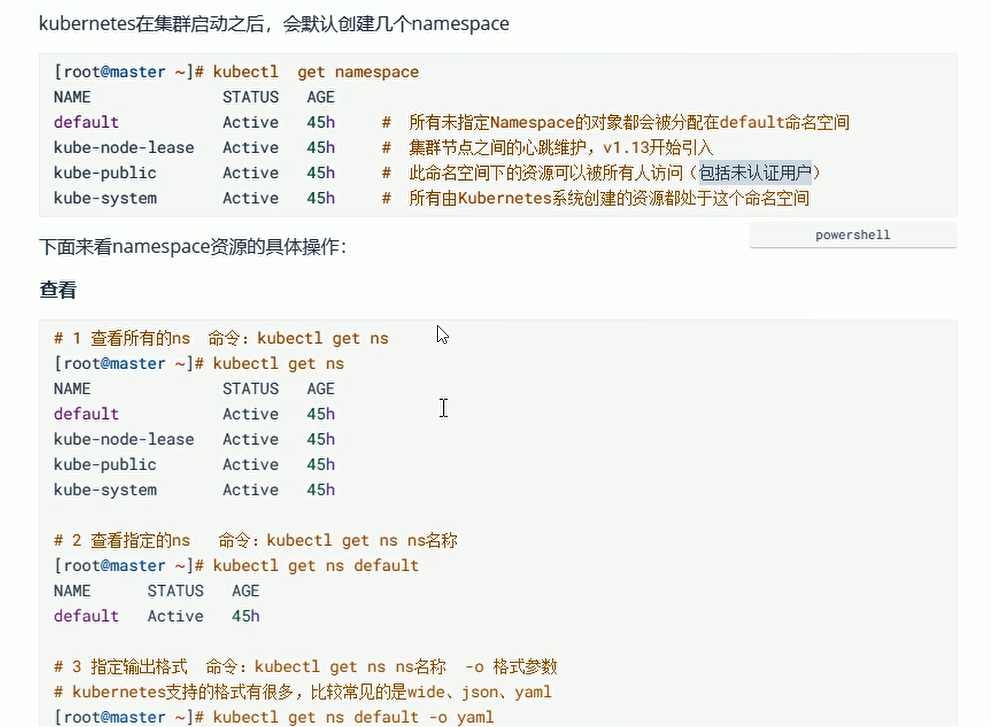 kubernetes在集群启动之后，会默认创建几个namespace
[root@master ~]# kubectl  get namespace
NAME              STATUS   AGE
default           Active   45h     #  所有未指定Namespace的对象都会被分配在default命名空间
kube-node-lease   Active   45h     #  集群节点之间的心跳维护，v1.13开始引入
kube-public       Active   45h     #  此命名空间下的资源可以被所有人访问（包括未认证用户）
kube-system       Active   45h     #  所有由Kubernetes系统创建的资源都处于这个命名空间
powershell
下面来看namespace资源的具体操作：
查看
# 1 查看所有的ns  命令：kubectl get ns
[root@master ~]# kubectl get ns
NAME              STATUS   AGE
default           Active   45h
kube-node-lease   Active   45h
kube-public       Active   45h
kube-system       Active   45h
# 2 查看指定的ns   命令：kubectl get ns ns名称
[root@master ~]# kubectl get ns default
NAME      STATUS   AGE
default   Active   45h
# 3 指定输出格式  命令：kubectl get ns ns名称  -o 格式参数
# kubernetes支持的格式有很多，比较常见的是wide、json、yaml
[root@master ~]# kubectl get ns default -o yaml